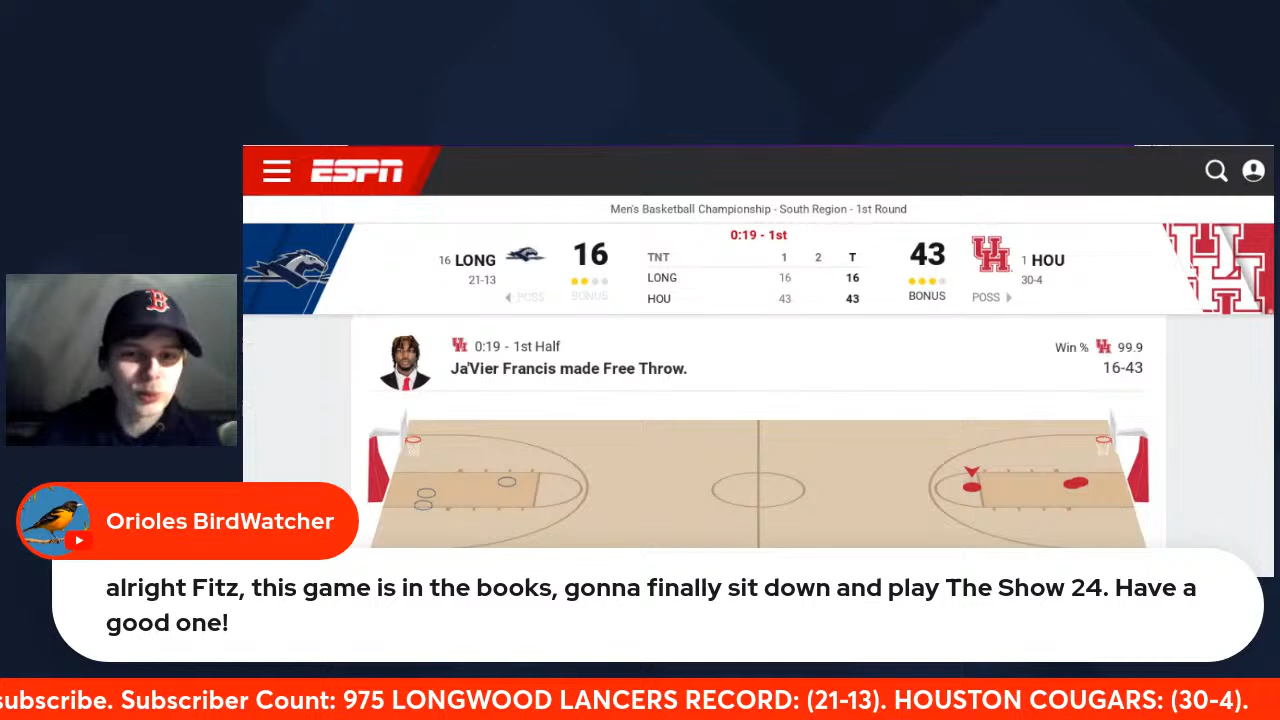 ESPN
Men's Basketball Championship - South Region - 1st Round
0:19 - 1st
16 LONG
21-13
16
POSS
BONUS
TNT 1 2 T
LONG 16 16
HOU 43 43
43
BONUS
1 HOU
30-4
POSS
0:19 - 1st Half
Ja'Vier Francis made Free Throw.
Win % 99.9
16-43
B
Orioles BirdWatcher
alright Fitz, this game is in the books, gonna finally sit down and play The Show 24. Have a
good one!
subscribe. Subscriber Count: 975 LONGWOOD LANCERS RECORD: (21-13). HOUSTON COUGARS: (30-4).